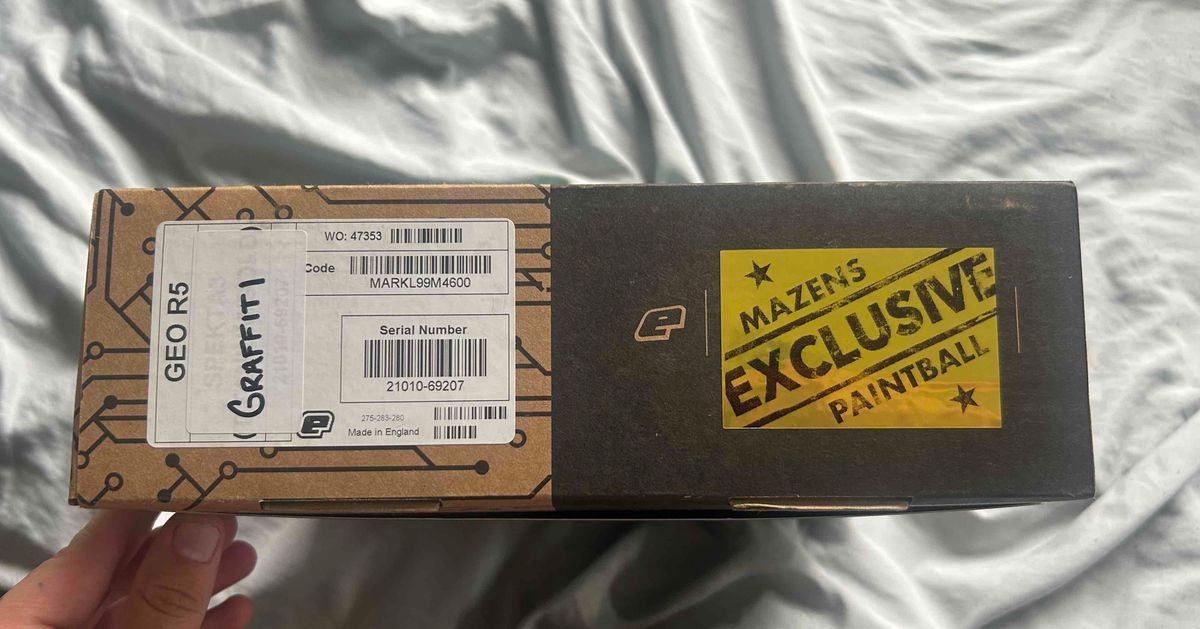 GEO R5
GRAFFITI
WO: 47353
Code
MARKL99M4600
Serial Number
21010-69207
275-283-280
Made in England
e
e
MAZENS
EXCLUSIVE
PAINTBALL